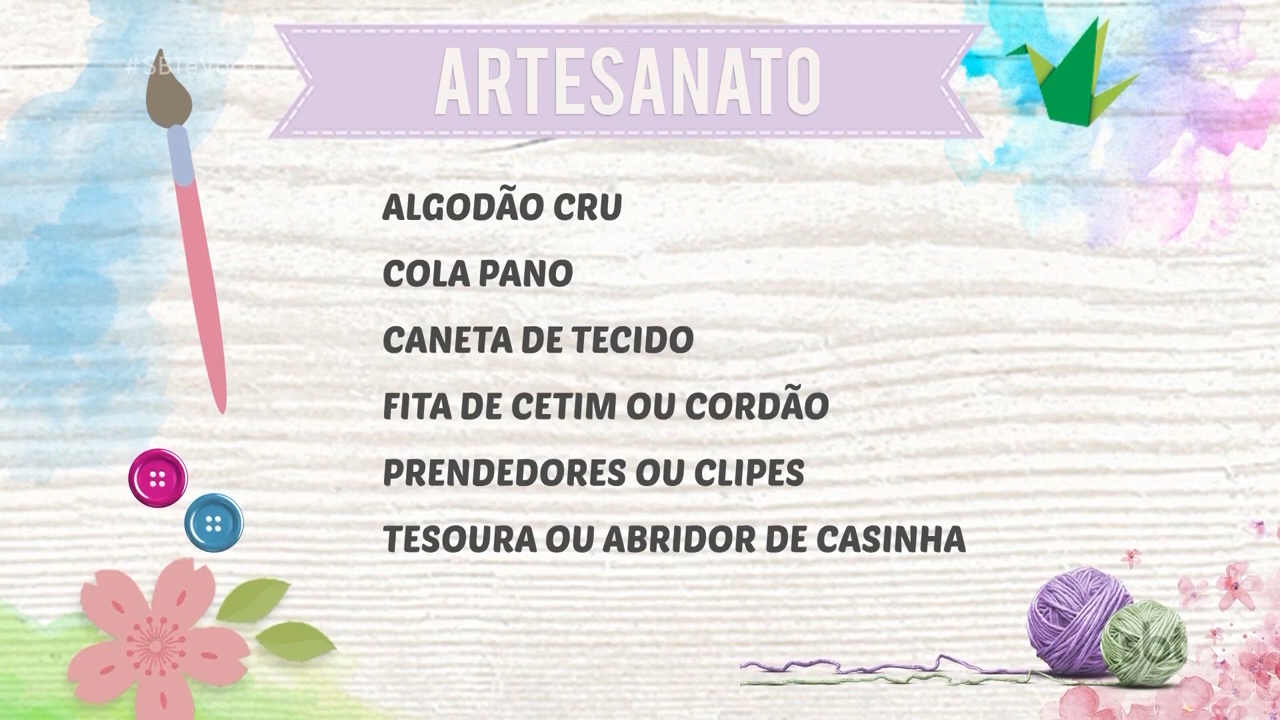 #SBTeVocê
ARTESANATO
ALGODÃO CRU
COLA PANO
CANETA DE TECIDO
FITA DE CETIM OU CORDÃO
PRENDEDORES OU CLIPES
TESOURA OU ABRIDOR DE CASINHA